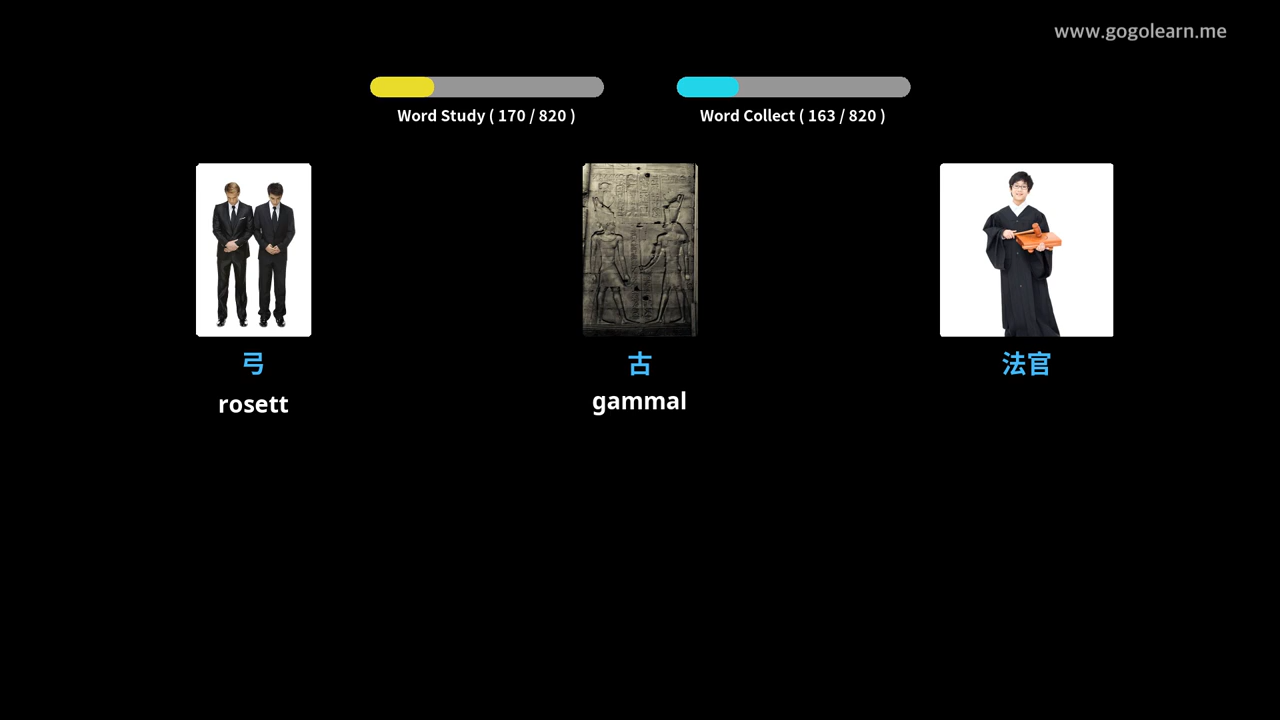 www.gogolearn.me
Word Study ( 170 / 820 )
Word Collect ( 163 / 820 )
弓
古
法官
rosett
gammal